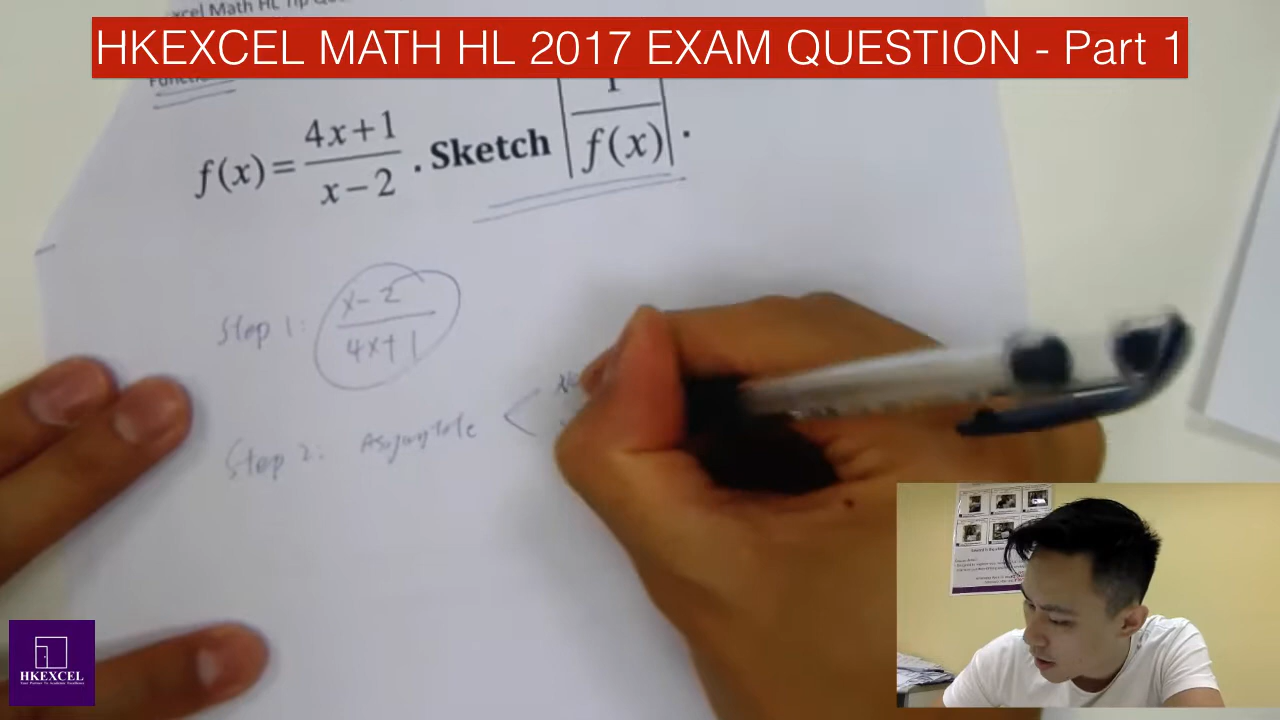 HKEXCEL MATH HL 2017 EXAM QUESTION - Part 1
f(x) = (4x+1)/(x−2) . Sketch |1/f(x)| .
Step 1: (x-2)/(4x+1)
Step 2: Asymptote
HKEXCEL